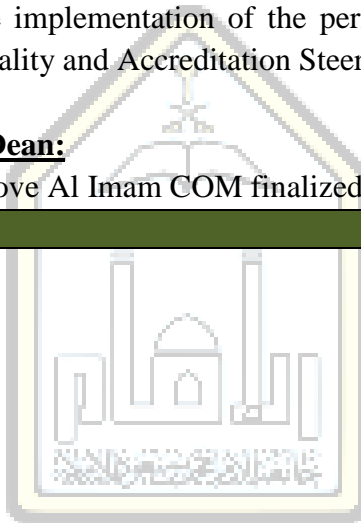 implementation of the per
ality and Accreditation Steer
Dean:
ove Al Imam COM finalized